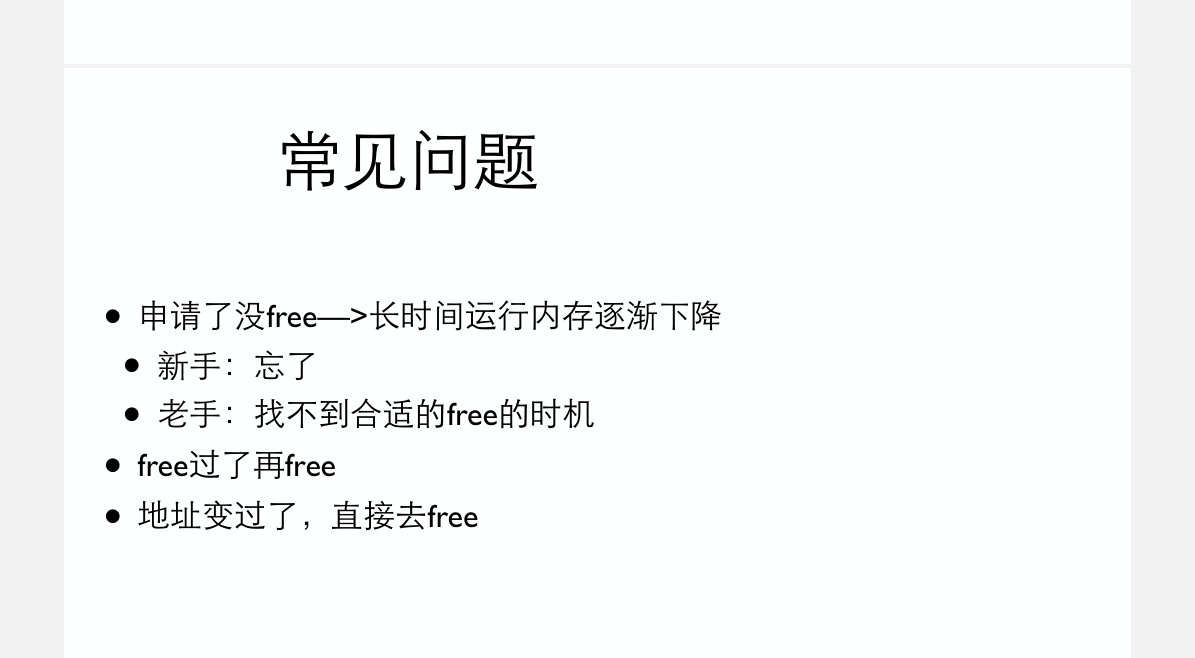 常见问题
• 申请了没free—>长时间运行内存逐渐下降
• 新手：忘了
• 老手：找不到合适的free的时机
• free过了再free
• 地址变过了，直接去free